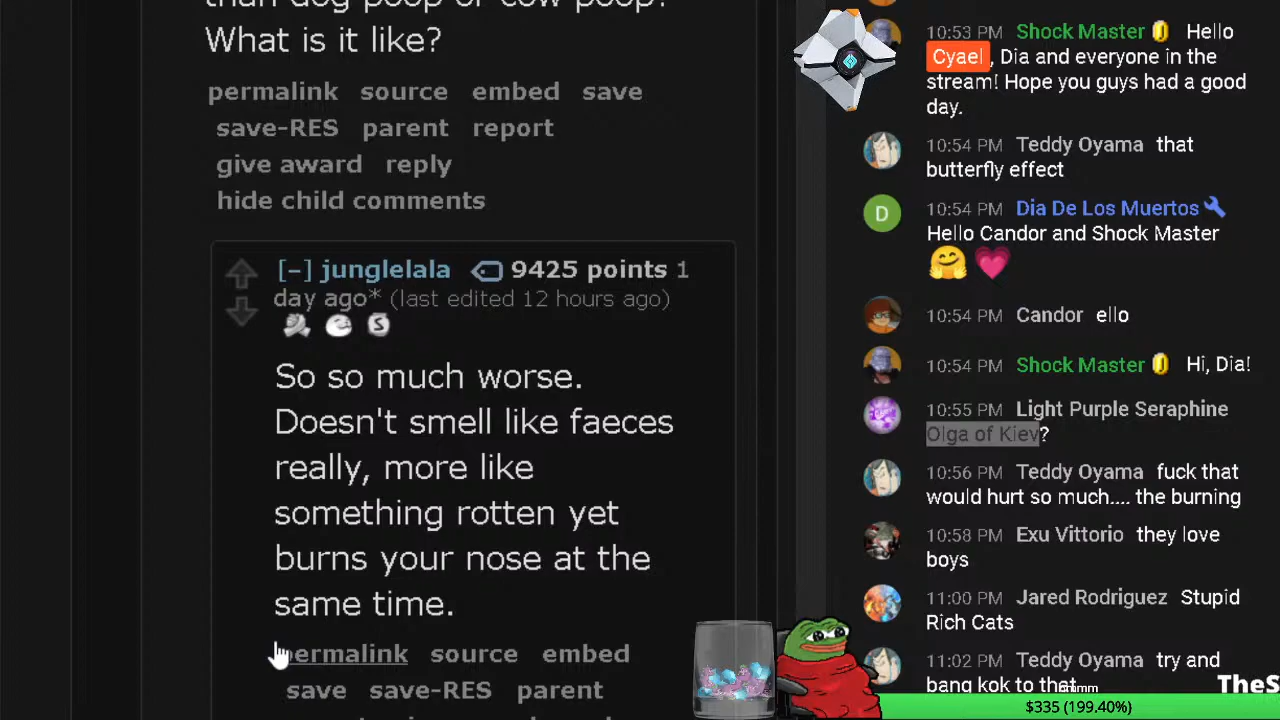 than dog poop or cow poop?
What is it like?
permalink source embed save
save-RES parent report
give award reply
hide child comments
[–] junglelala 9425 points 1
day ago* (last edited 12 hours ago)
S
So so much worse.
Doesn't smell like faeces
really, more like
something rotten yet
burns your nose at the
same time.
permalink source embed
save save-RES parent
10:53 PM Shock Master Hello
Cyael, Dia and everyone in the
stream! Hope you guys had a good
day.
10:54 PM Teddy Oyama that
butterfly effect
D
10:54 PM Dia De Los Muertos
Hello Candor and Shock Master
10:54 PM Candor ello
10:54 PM Shock Master Hi, Dia!
10:55 PM Light Purple Seraphine
Olga of Kiev?
10:56 PM Teddy Oyama fuck that
would hurt so much.... the burning
10:58 PM Exu Vittorio they love
boys
11:00 PM Jared Rodriguez Stupid
Rich Cats
11:02 PM Teddy Oyama try and
bang kok to that
TheS
$335 (199.40%)